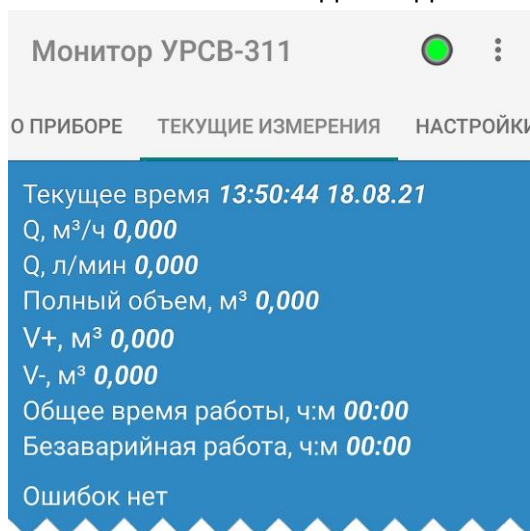 Монитор УРСВ-311
О ПРИБОРЕ ТЕКУЩИЕ ИЗМЕРЕНИЯ НАСТРОЙКИ
Текущее время 13:50:44 18.08.21
Q, м³/ч 0,000
Q, л/мин 0,000
Полный объем, м³ 0,000
V+, м³ 0,000
V-, м³ 0,000
Общее время работы, ч:м 00:00
Безаварийная работа, ч:м 00:00
Ошибок нет